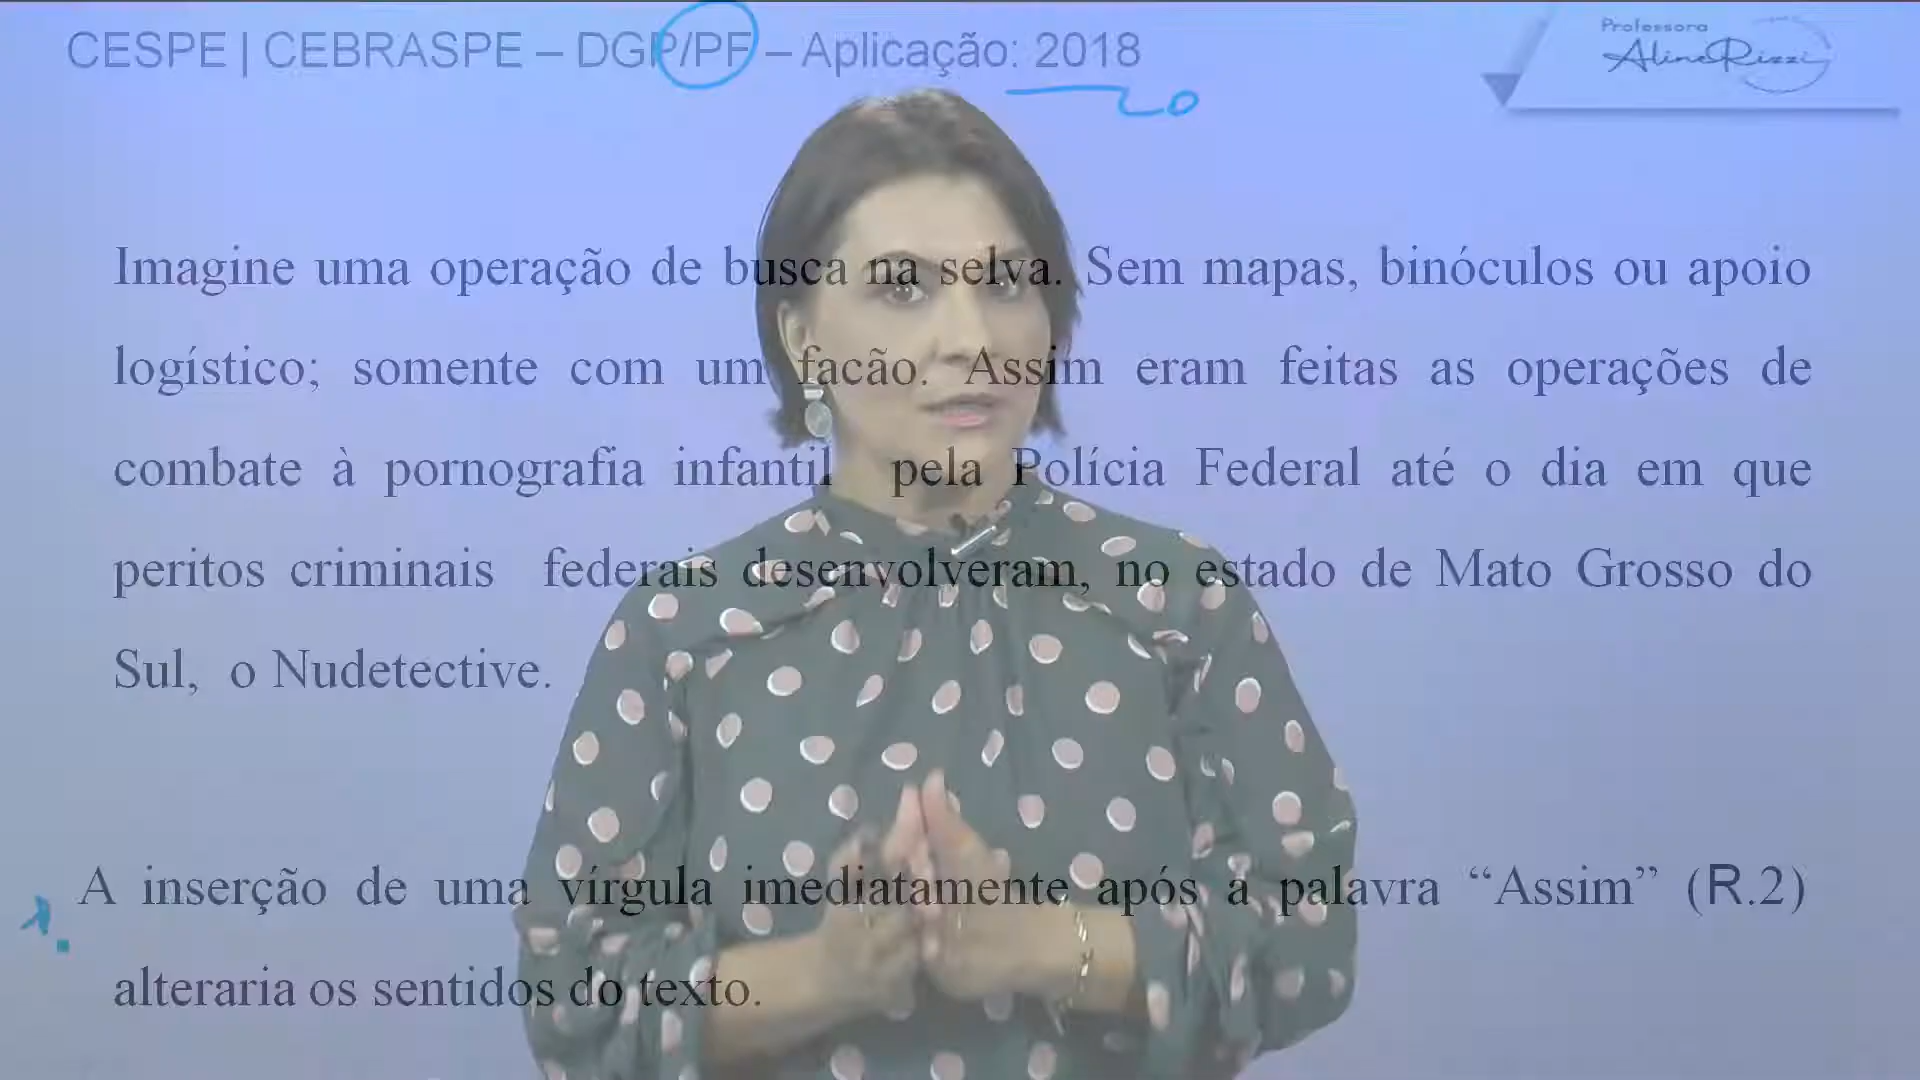 CESPE | CEBRASPE – DGP/PF – Aplicação: 2018
Professora
Aline Rizzi
Imagine uma operação de busca na selva. Sem mapas, binóculos ou apoio
logístico; somente com um facão. Assim eram feitas as operações de
combate à pornografia infantil pela Polícia Federal até o dia em que
peritos criminais federais desenvolveram, no estado de Mato Grosso do
Sul, o Nudetective.
A inserção de uma vírgula imediatamente após a palavra “Assim” (R.2)
alteraria os sentidos do texto.